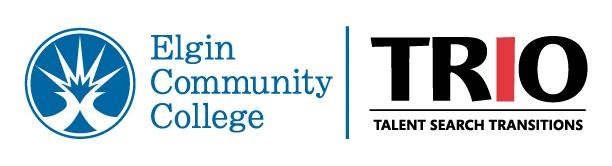 Elgin
Community
College
TRIO
TALENT SEARCH TRANSITIONS